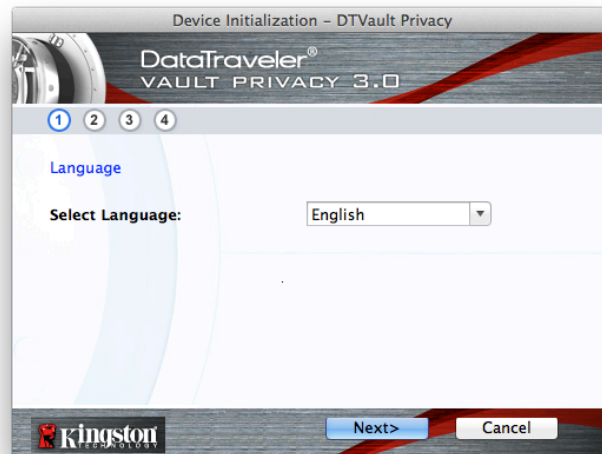 Device Initialization – DTVault Privacy
DataTraveler®
VAULT PRIVACY 3.0
1 2 3 4
Language
Select Language: English
Kingston
TECHNOLOGY
Next> Cancel